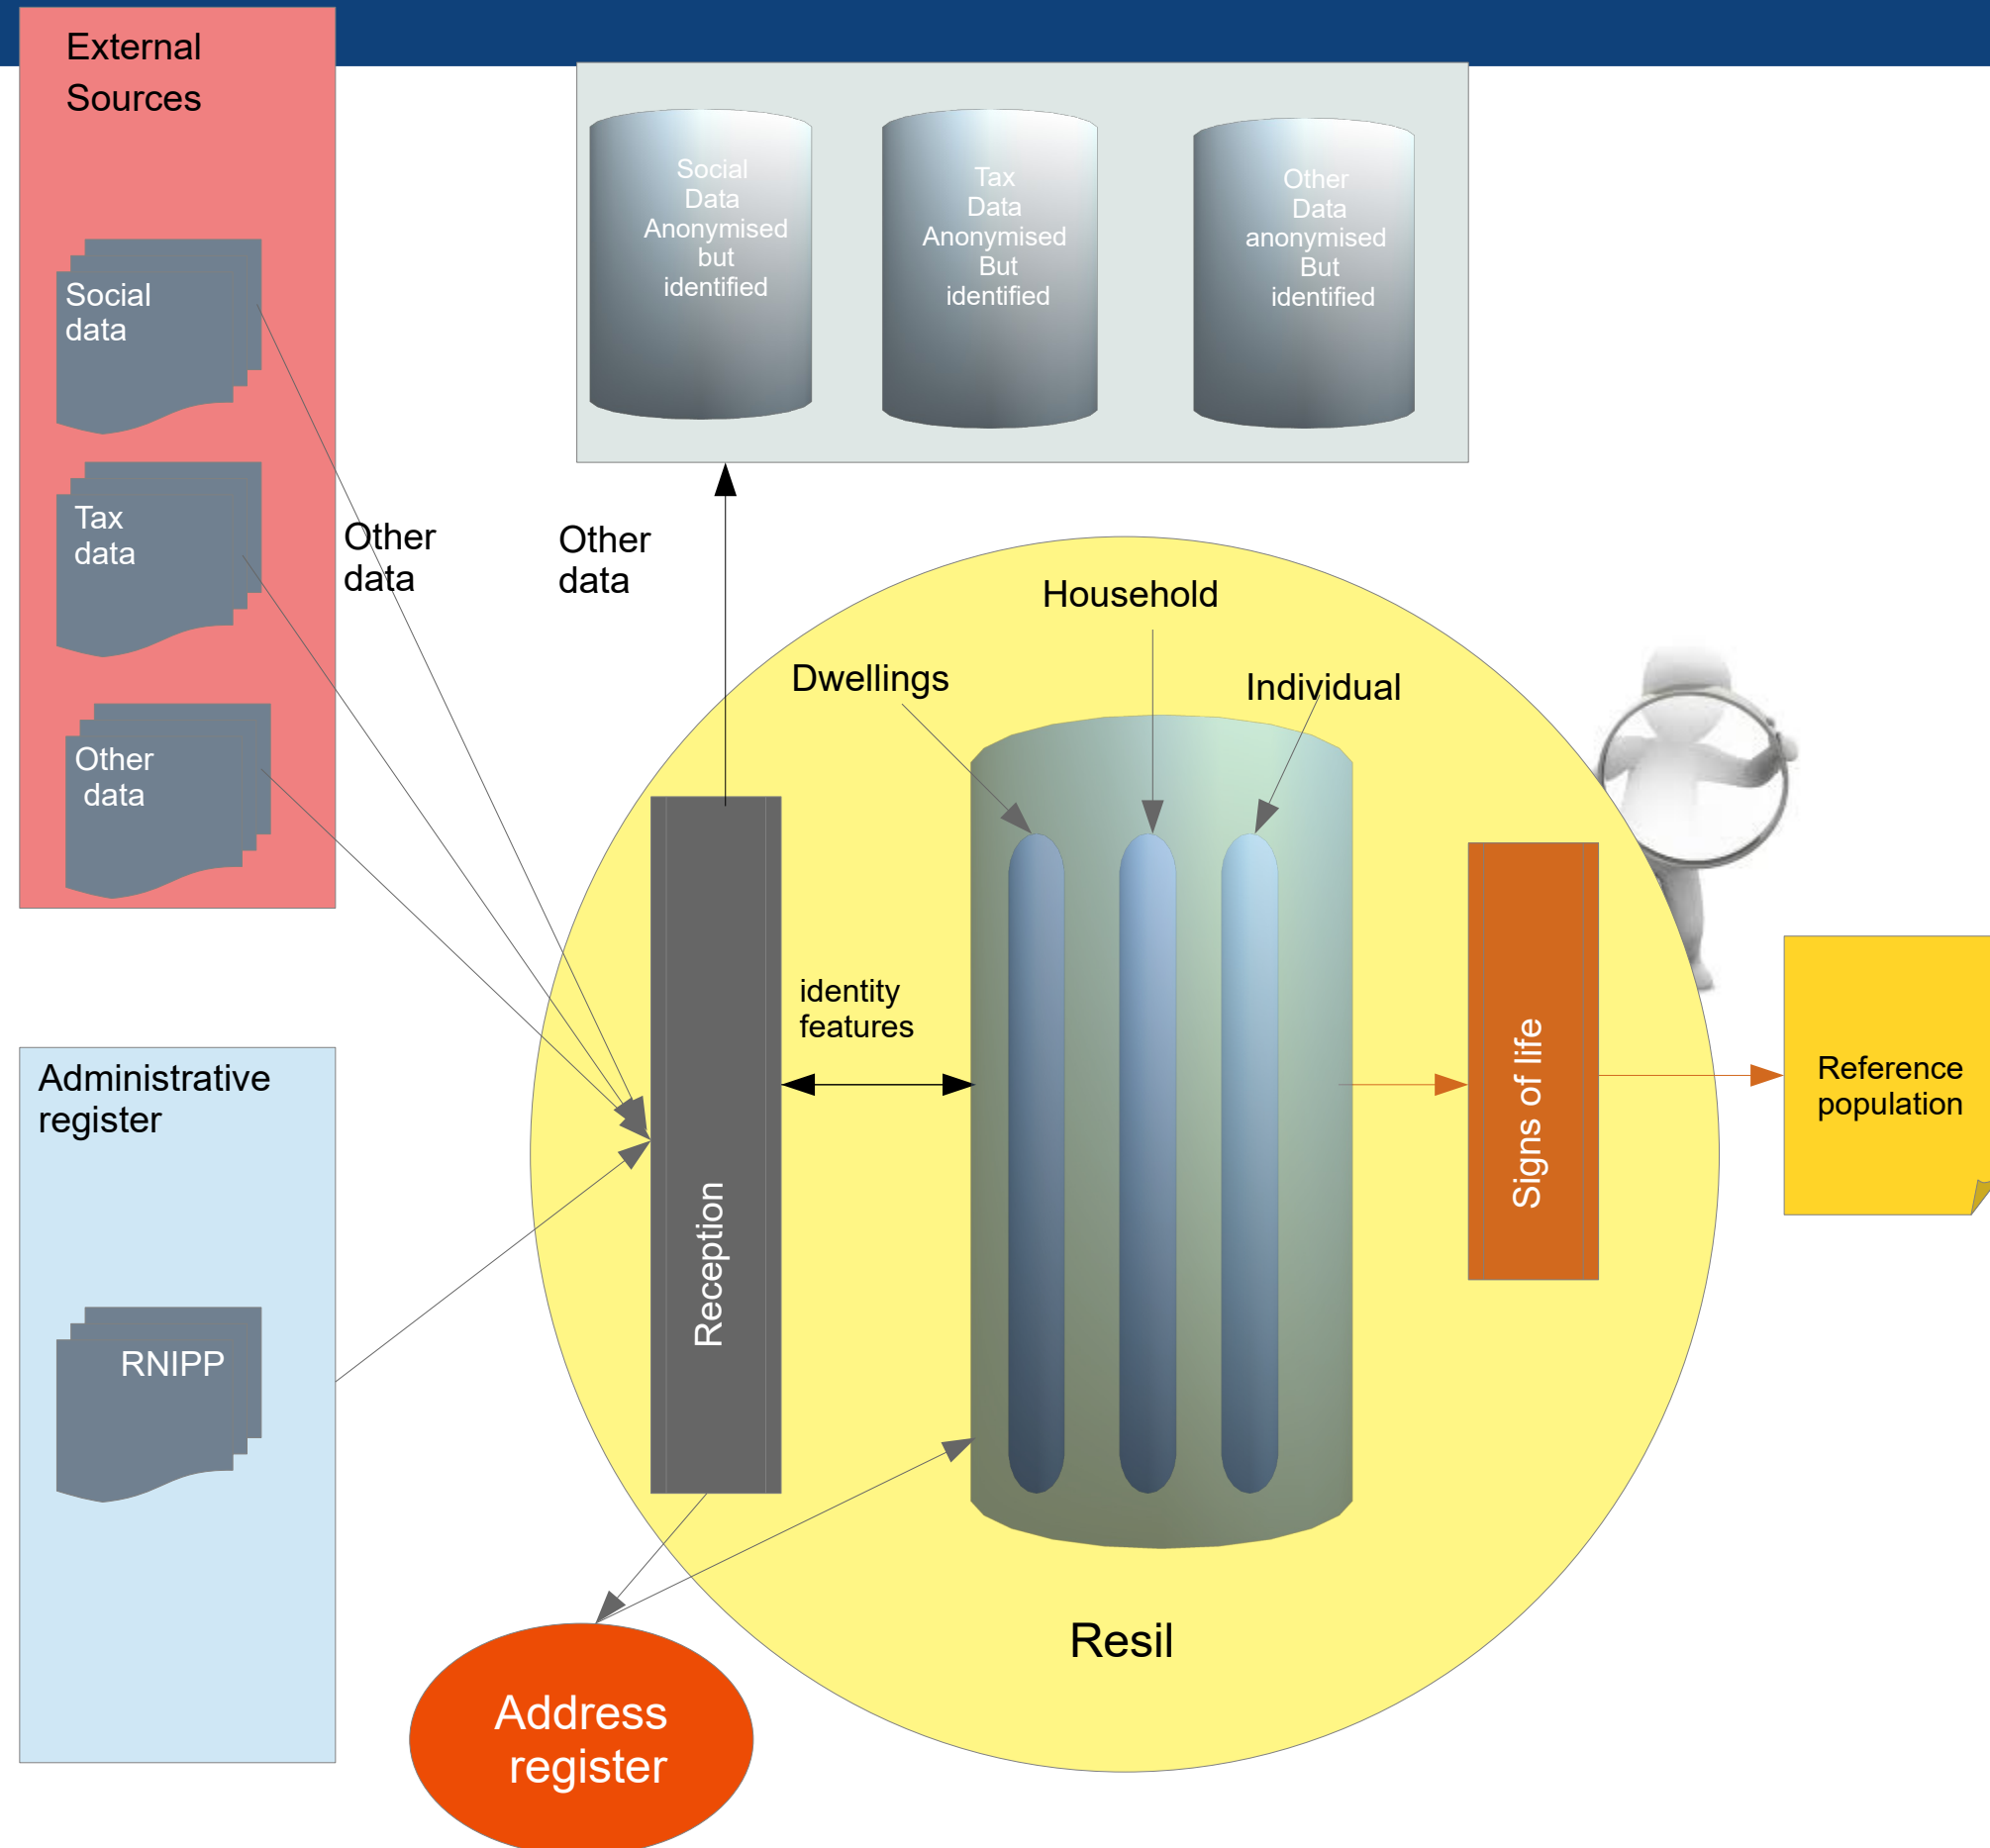 External
Sources
Social
data
Tax
data
Other
data
Other
data
Other
data
Social
Data
Anonymised
but
identified
Tax
Data
Anonymised
But
identified
Other
Data
anonymised
But
identified
Household
Dwellings
Individual
identity
features
Reception
Signs of life
Reference
population
Administrative
register
RNIPP
Resil
Address
register